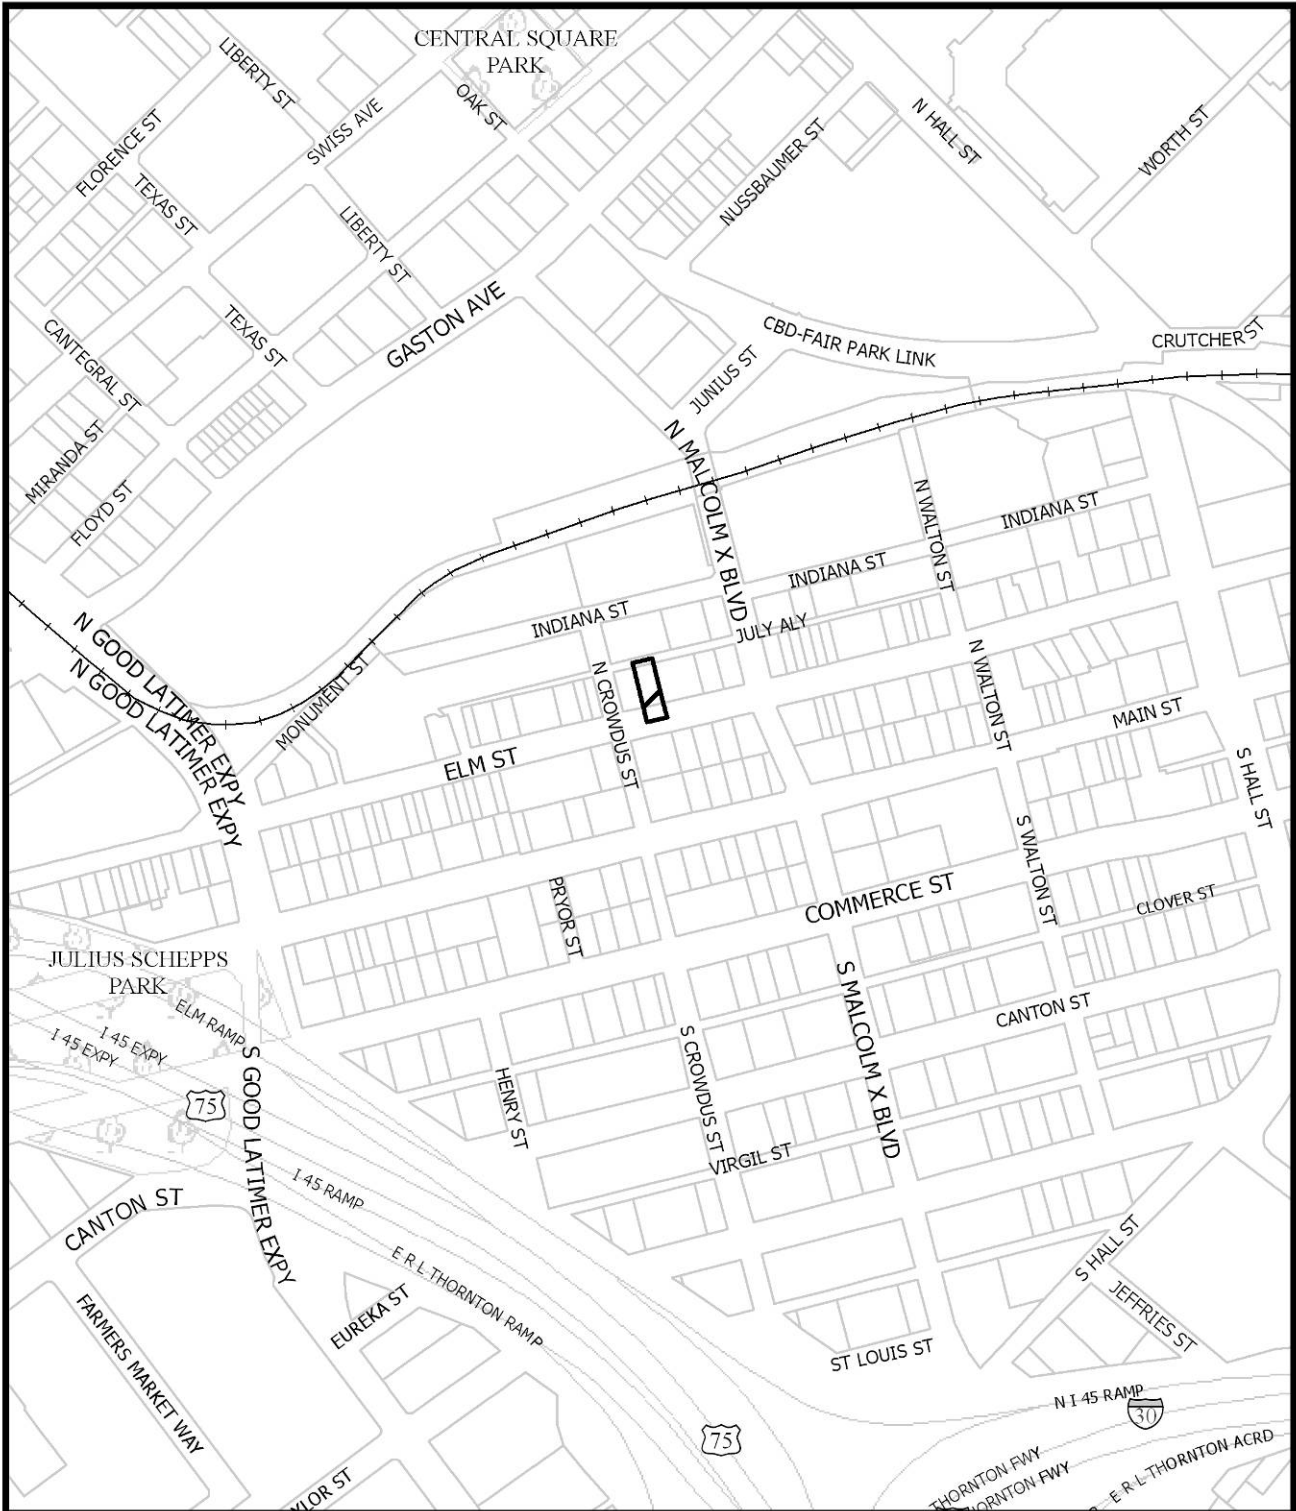 CENTRAL SQUARE
PARK
LIBERTY ST
SWISS AVE
OAK ST
FLORENCE ST
TEXAS ST
LIBERTY ST
NUSSBAUMER ST
N HALL ST
WORTH ST
CANTEGRAL ST
TEXAS ST
GASTON AVE
CBD-FAIR PARK LINK
CRUTCHER ST
JUNIUS ST
MIRANDA ST
FLOYD ST
N MALCOLM X BLVD
N WALTON ST
INDIANA ST
INDIANA ST
INDIANA ST
JULY ALY
N GOOD LATIMER EXPY
N GOOD LATIMER EXPY
MONUMENT ST
N CROWDUS ST
N WALTON ST
MAIN ST
ELM ST
S HALL ST
S WALTON ST
PRYOR ST
COMMERCE ST
CLOVER ST
JULIUS SCHEPPS
PARK
ELM RAMP
I 45 EXPY
I 45 EXPY
S MALCOLM X BLVD
CANTON ST
S GOOD LATIMER EXPY
75
HENRY ST
S CROWDUS ST
VIRGIL ST
I 45 RAMP
CANTON ST
E R L THORNTON RAMP
S HALL ST
JEFFRIES ST
EUREKA ST
FARMERS MARKET WAY
ST LOUIS ST
N I 45 RAMP
30
75
THORNTON FWY
E R L THORNTON ACRD